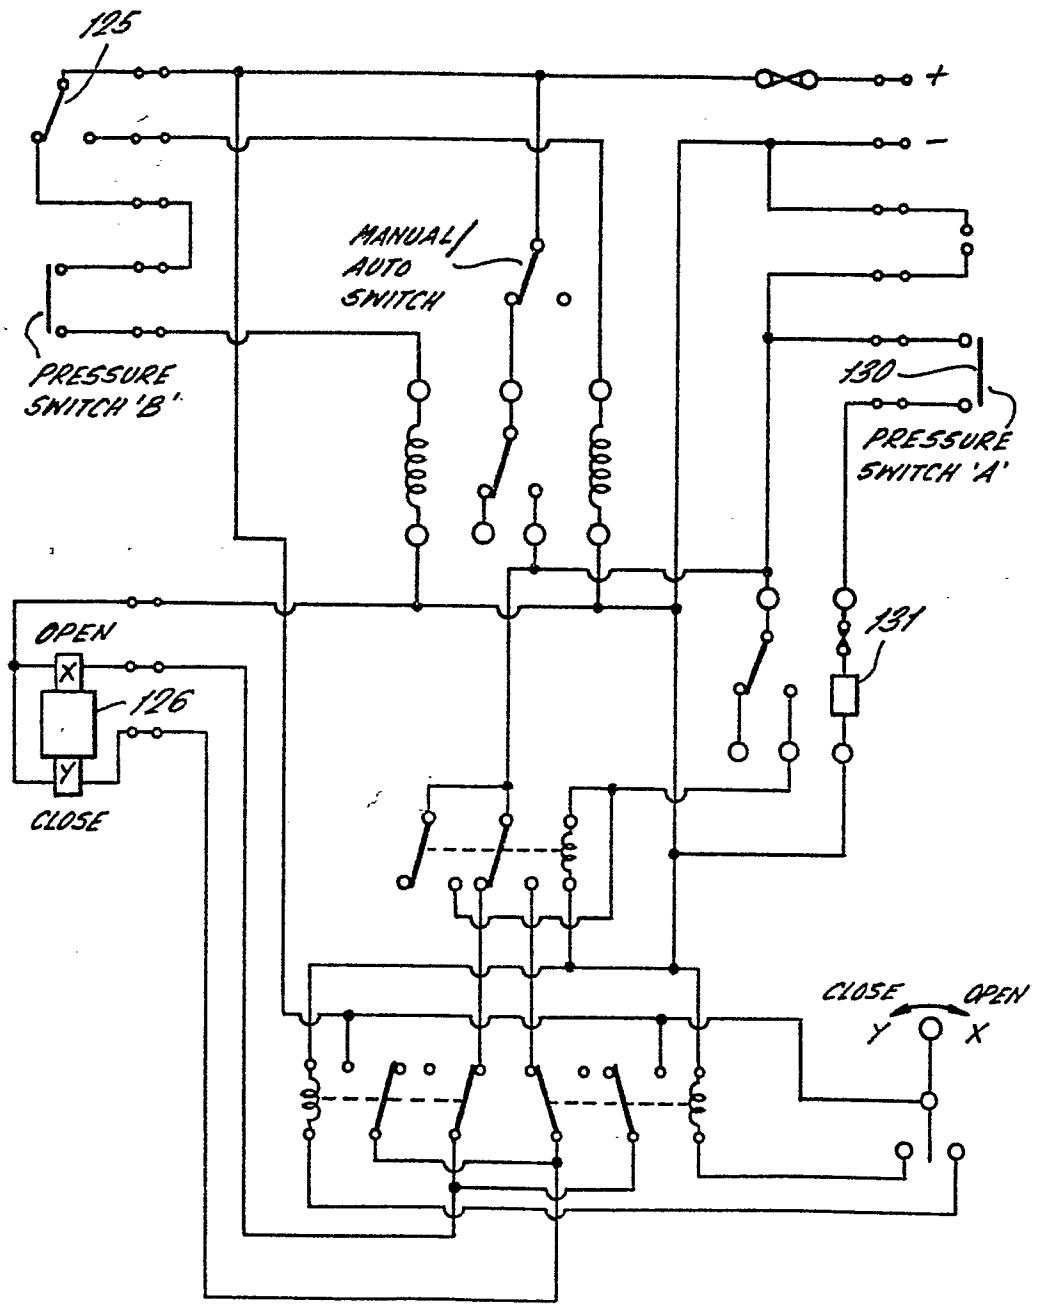 125
+
−
MANUAL/
AUTO
SWITCH
PRESSURE
SWITCH 'B'
130
PRESSURE
SWITCH 'A'
OPEN
X
126
131
Y
CLOSE
CLOSE OPEN
Y X